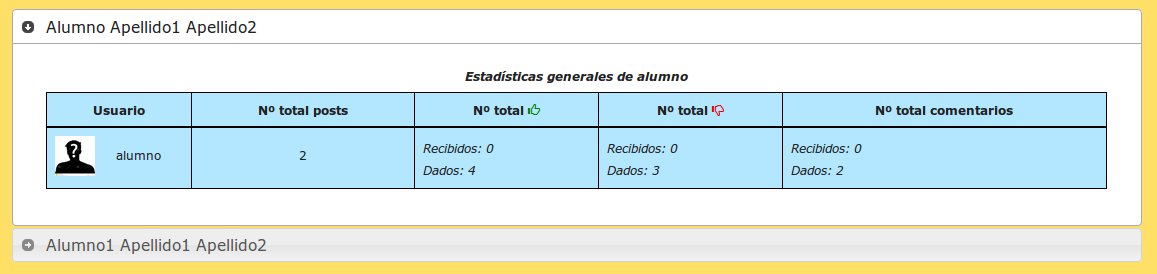 Alumno Apellido1 Apellido2
Estadísticas generales de alumno
Usuario Nº total posts Nº total Nº total Nº total comentarios
alumno 2 Recibidos: 0 Recibidos: 0 Recibidos: 0
Dados: 4 Dados: 3 Dados: 2
Alumno1 Apellido1 Apellido2